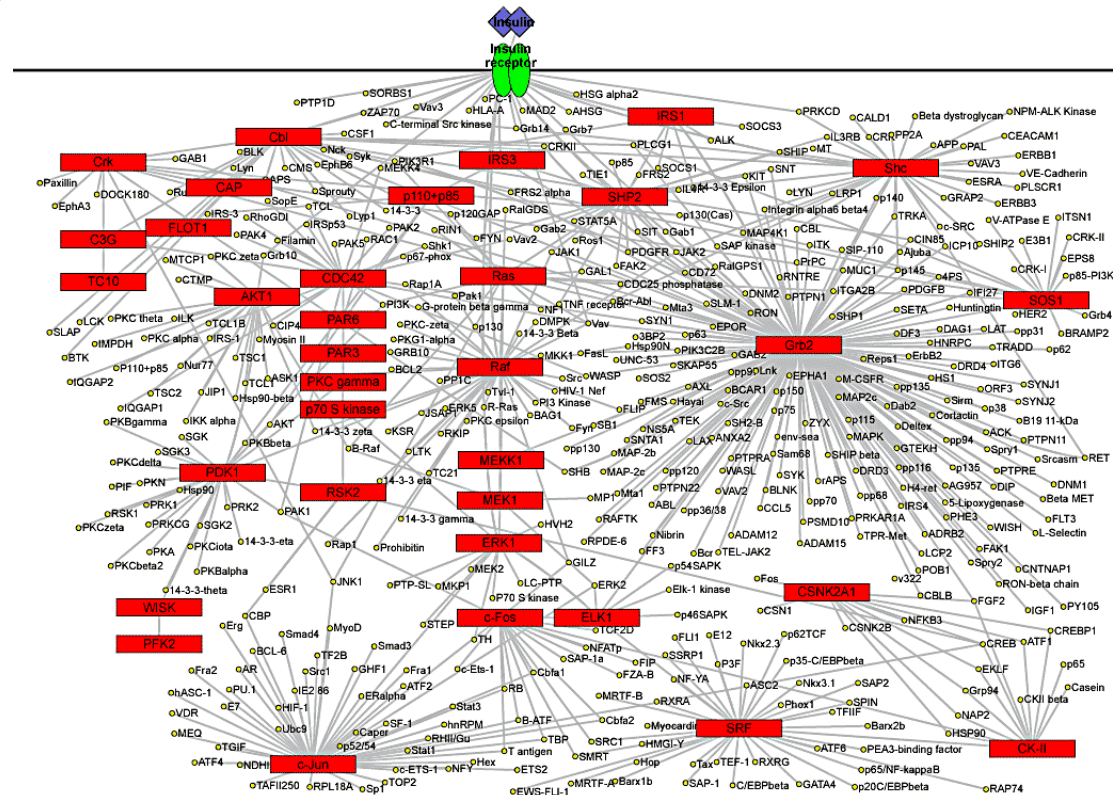 Insulin
Insulin
receptor
HSG alpha2
PC-1
SORBS1
PTP1D
ZAP70
Vav3
HLA-A
MAD2
AHSG
PRKCD
CALD1
Beta dystroglycan
NPM-ALK Kinase
IRS1
C-terminal Src kinase
Grb14
Grb7
SOCS3
Cbl
CSF1
CRKII
PLCG1
ALK
IL3RB
APP
PAL
CEACAM1
Crk
GAB1
BLK
Nck
Syk
PIK3R1
IRS3
p85
SHIP
MT
ERBB1
VAV3
Lyn
CMS
EphB6
MEKK4
TIE1
SOCS1
FRS2
SNT
Shc
VE-Cadherin
Paxillin
DOCK180
CAP
Sprouty
p110+p85
FRS2 alpha
SHP2
14-3-3 Epsilon
KIT
LYN
LRP1
ESRA
PLSCR1
EphA3
SopE
TCL
14-3-3
p140
GRAP2
ERBB3
IRS-3
RhoGDI
Lyp1
p120GAP
RalGDS
p130(Cas)
Integrin alpha6 beta4
TRKA
V-ATPase E
ITSN1
FLOT1
IRSp53
PAK2
RIN1
STAT5A
MAP4K1
CBL
c-SRC
C3G
PAK4
Filamin
PAK5
RAC1
Shk1
FYN
Vav2
Gab2
Ros1
SIT
Gab1
SAP kinase
ITK
SIP-110
CIN85
ICP10
SHIP2
E3B1
CRK-II
MTCP1
PKC zeta
Grb10
p67-phox
JAK1
PDGFR
JAK2
PrPC
Ajuba
EPS8
TC10
CTMP
CDC42
Ras
GAL1
FAK2
CD72
RalGPS1
RNTRE
MUC1
p145
CRK-I
p85-PI3K
AKT1
Rap1A
CDC25 phosphatase
ITGA2B
4PS
PDGFB
IFI27
SOS1
PI3K
Pak1
G-protein beta gamma
NF1
TNF receptor
Bcr-Abl
Mta3
SLM-1
DNM2
PTPN1
SETA
Huntingtin
HER2
Grb4
LCK
PKC theta
ILK
TCL1B
CIP4
PAR6
SYN1
RON
SHP1
SLAP
IMPDH
PKC alpha
IRS-1
Myosin II
PKC-zeta
p130
DMPK
14-3-3 Beta
Vav
p63
EPOR
DF3
DAG1
LAT
pp31
BRAMP2
PKG1-alpha
3BP2
Hsp90N
HNRPC
TRADD
p62
BTK
TSC1
PAR3
GRB10
MKK1
FasL
UNC-53
PIK3C2B
GAB2
Grb2
Reps1
ErbB2
P110+p85
Nur77
BCL2
Raf
SKAP55
DRD4
ITG6
IQGAP2
ASK1
PKC gamma
PP1C
Src
WASP
SOS2
pp90
Lnk
EPHA1
M-CSFR
HS1
SYNJ1
TSC2
JIP1
TCL1
Hsp90-beta
Tvi-1
HIV-1 Nef
AXL
BCAR1
pp150
MAP2c
pp135
ORF3
SYNJ2
IQGAP1
p70 S kinase
JSAP1
ERK5
R-Ras
PI3 Kinase
FMS
Hayai
c-Src
Dab2
Sirm
p38
PKBgamma
IKK alpha
AKT
PKC epsilon
BAG1
FLIP
TEK
p75
p115
Cortactin
B19 11-kDa
14-3-3 zeta
KSR
RKIP
Fyn
SB1
NS5A
SH2-B
ZYX
Deltex
ACK
PTPN11
SGK
PKBbeta
SNTA1
LAX
ANXA2
env-sea
MAPK
pp94
SGK3
B-Raf
LTK
MEKK1
pp130
MAP-2b
Sam68
SHIP beta
GTEKH
Spry1
Srcasm
RET
PKCdelta
PDK1
14-3-3 eta
TC21
SHB
MAP-2c
pp120
PTPRA
WASL
SYK
DRD3
pp116
p135
PTPRE
PIF
PKN
Hsp90
RSK2
MEK1
MP1
Mta1
PTPN22
VAV2
BLNK
rAPS
pp68
H4-ret
AG957
DIP
DNM1
RSK1
PRK1
PRK2
PAK1
ABL
pp36/38
CCL5
pp70
IRS4
5-Lipoxygenase
Beta MET
PKCzeta
PRKCG
SGK2
14-3-3 gamma
HVH2
RAFTK
PSMD10
PRKAR1A
PHE3
FLT3
14-3-3-eta
RPDE-6
Nibrin
ADAM12
TPR-Met
ADRB2
WISH
L-Selectin
PKA
PKCiota
Rap1
Prohibitin
ERK1
FF3
Bcr
TEL-JAK2
ADAM15
LCP2
FAK1
PKCbeta2
PKBalpha
MEK2
GILZ
p54SAPK
POB1
Spry2
CNTNAP1
14-3-3-theta
ESR1
JNK1
PTP-SL
MKP1
LC-PTP
ERK2
Elk-1 kinase
Fos
CSNK2A1
v322
CBLB
RON-beta chain
FGF2
WISK
P70 S kinase
p46SAPK
CSN1
NFKB3
IGF1
PY105
CBP
c-Fos
ELK1
CSNK2B
CREBP1
PFK2
Erg
Smad4
MyoD
STEP
TCF2D
FLI1
E12
Nkx2.3
p62TCF
CREB
ATF1
BCL-6
TF2B
Smad3
TH
NFATp
SSRP1
P3F
p35-C/EBPbeta
EKLF
p65
Fra2
AR
Src1
GHF1
Fra1
c-Ets-1
SAP-1a
FIP
NF-YA
Nkx3.1
SAP2
Grp94
Casein
hASC-1
PU.1
IE2 86
ERalpha
ATF2
RB
Cbfa1
FZA-B
ASC2
SPIN
CKII beta
VDR
E7
HIF-1
Stat3
MRTF-B
RXRA
Phox1
TFIIF
NAP2
MEQ
Ubc9
Caper
SF-1
hnRPM
B-ATF
Cbfa2
SRF
Barx2b
HSP90
TGIF
p52/54
Stat1
RHII/Gu
TBP
SRC1
HMGI-Y
ATF6
PEA3-binding factor
CK-II
ATF4
c-Jun
c-ETS-1
NFY
Hex
T antigen
ETS2
SMRT
Hop
Tax
TEF-1
RXRG
p65/NF-kappaB
TAFII250
RPL18A
Sp1
TOP2
EWS-FLI-1
MRTF-A
Barx1b
SAP-1
C/EBPbeta
GATA4
p20C/EBPbeta
RAP74